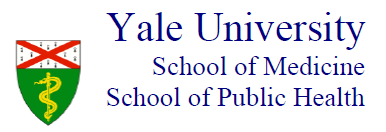 Yale University
School of Medicine
School of Public Health